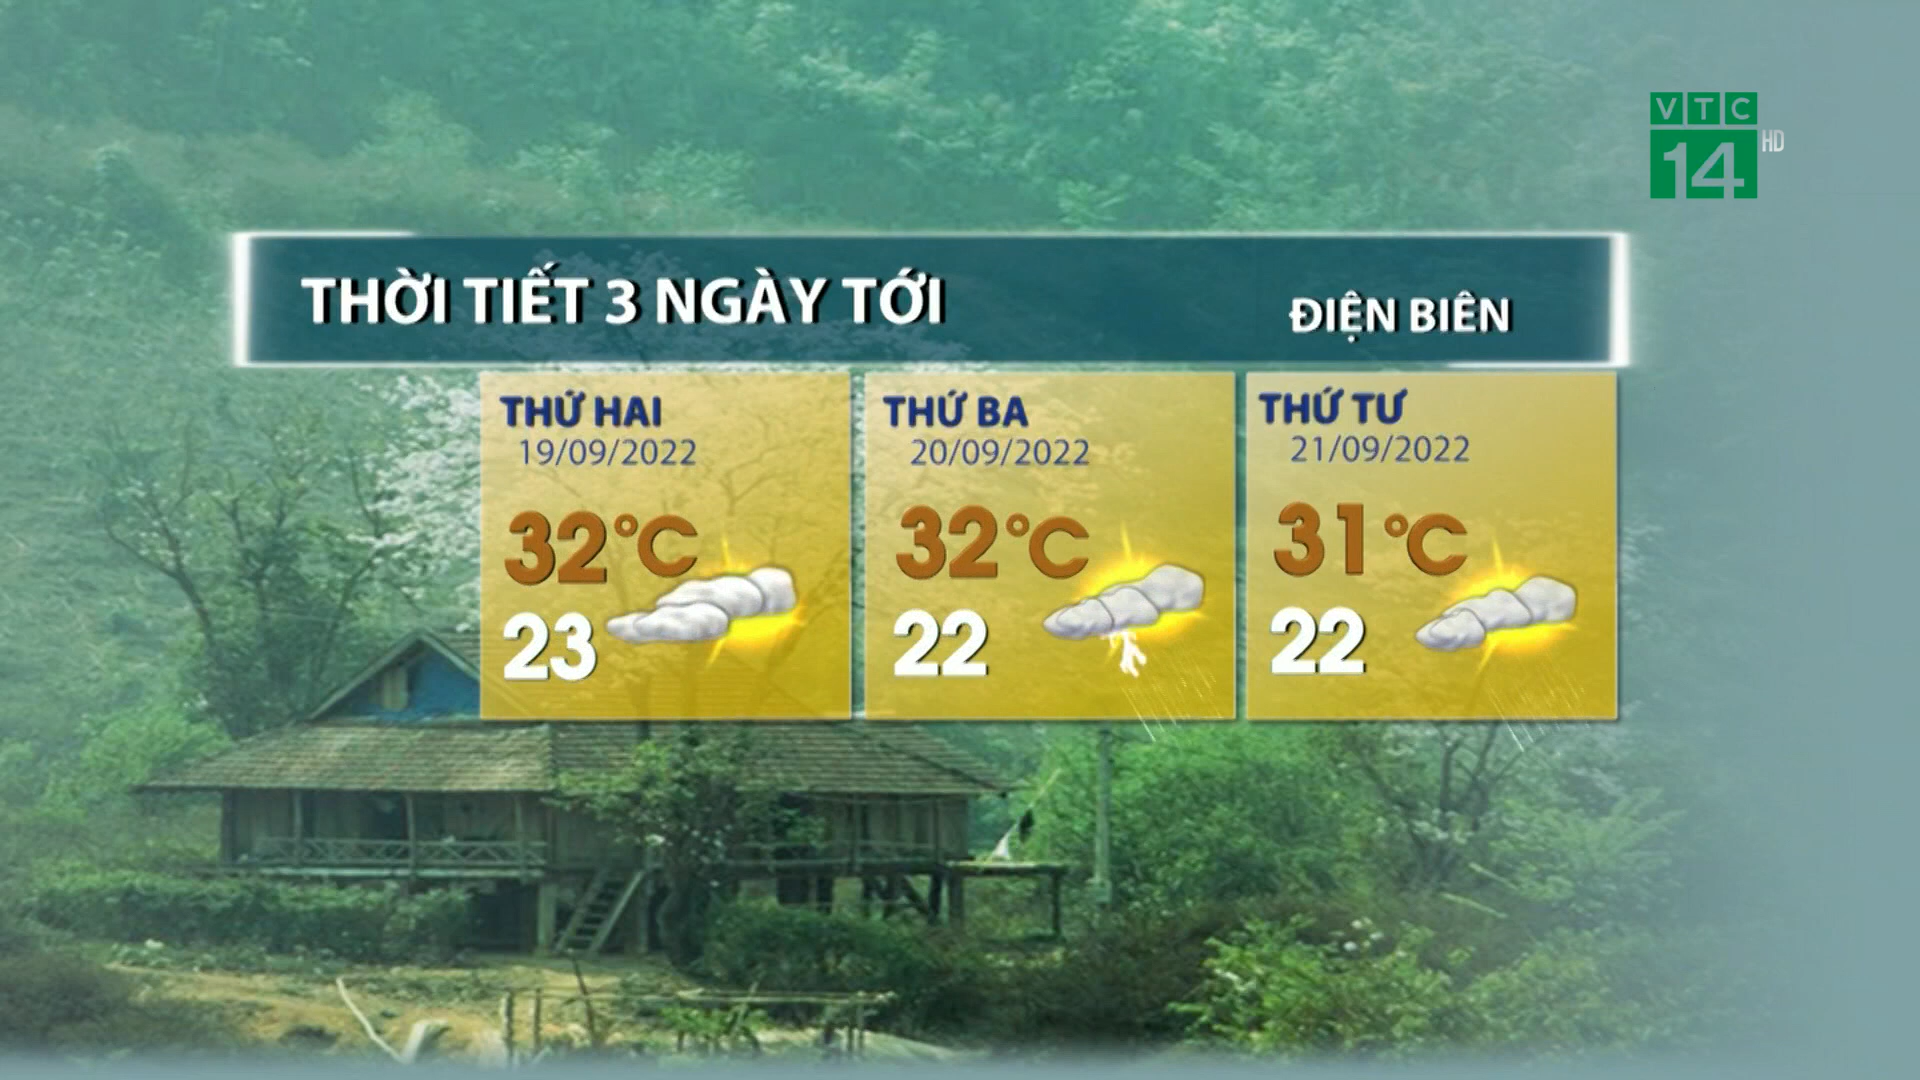 VTC
14 HD
THỜI TIẾT 3 NGÀY TỚI
ĐIỆN BIÊN
THỨ HAI
19/09/2022
32°C
23
THỨ BA
20/09/2022
32°C
22
THỨ TƯ
21/09/2022
31°C
22